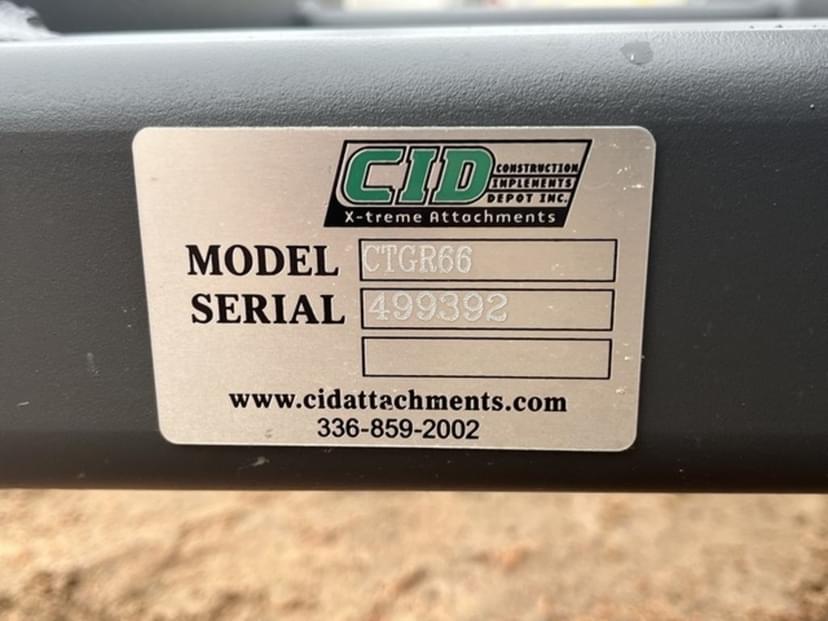 CID CONSTRUCTION
IMPLEMENTS
DEPOT INC.
X-treme Attachments
MODEL CTGR66
SERIAL 499392
www.cidattachments.com
336-859-2002